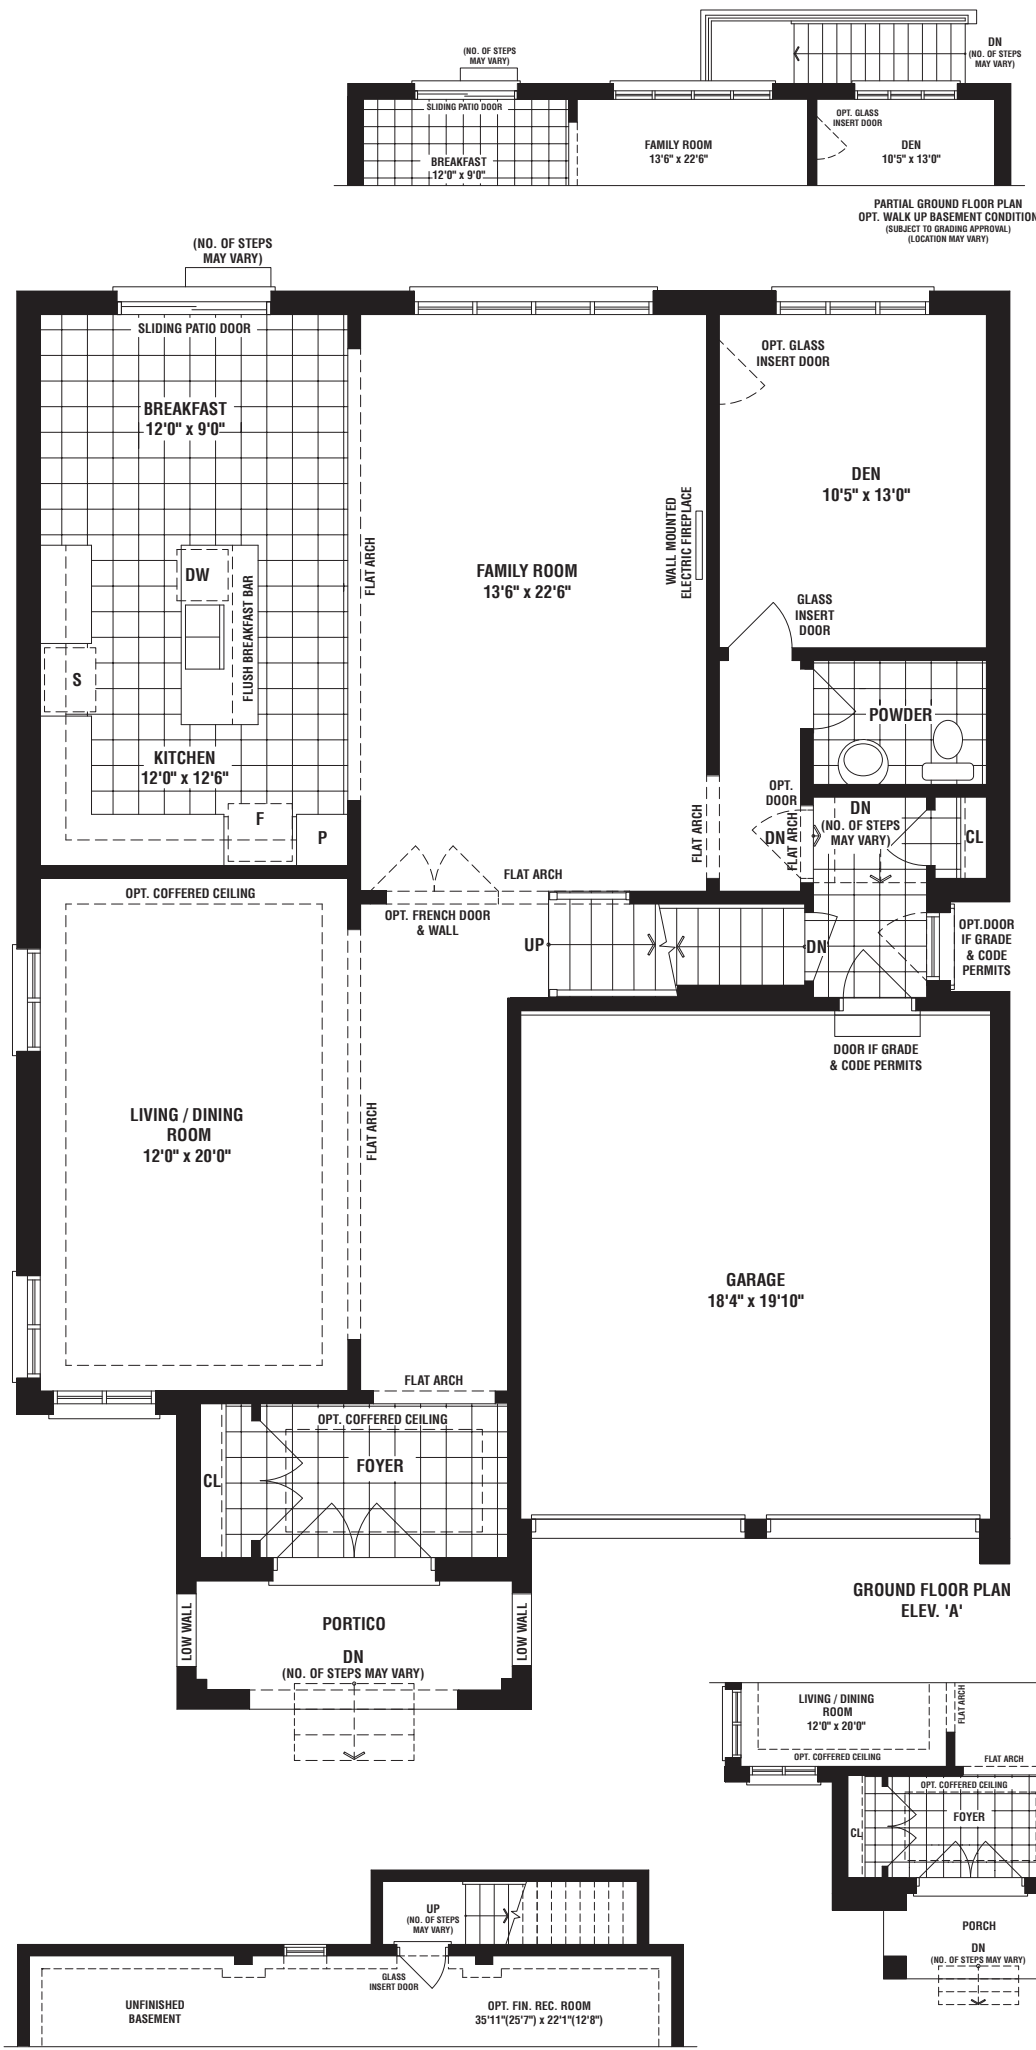 (NO. OF STEPS
MAY VARY)
DN
(NO. OF STEPS
MAY VARY)
SLIDING PATIO DOOR
OPT. GLASS
INSERT DOOR
BREAKFAST
12'0" x 9'0"
FAMILY ROOM
13'6" x 22'6"
DEN
10'5" x 13'0"
PARTIAL GROUND FLOOR PLAN
OPT. WALK UP BASEMENT CONDITION
(SUBJECT TO GRADING APPROVAL)
(LOCATION MAY VARY)
(NO. OF STEPS
MAY VARY)
SLIDING PATIO DOOR
OPT. GLASS
INSERT DOOR
BREAKFAST
12'0" x 9'0"
DEN
10'5" x 13'0"
FLAT ARCH
WALL MOUNTED
ELECTRIC FIREPLACE
FAMILY ROOM
13'6" x 22'6"
DW
FLUSH BREAKFAST BAR
GLASS
INSERT
DOOR
S
POWDER
KITCHEN
12'0" x 12'6"
F
P
OPT.
DOOR
DN
FLAT ARCH
FLAT ARCH
DN
(NO. OF STEPS
MAY VARY)
CL
FLAT ARCH
OPT. COFFERED CEILING
OPT. FRENCH DOOR
& WALL
UP
DN
OPT.DOOR
IF GRADE
& CODE
PERMITS
DOOR IF GRADE
& CODE PERMITS
LIVING / DINING
ROOM
12'0" x 20'0"
FLAT ARCH
GARAGE
18'4" x 19'10"
FLAT ARCH
OPT. COFFERED CEILING
FOYER
CL
GROUND FLOOR PLAN
ELEV. 'A'
LOW WALL
PORTICO
LOW WALL
DN
(NO. OF STEPS MAY VARY)
LIVING / DINING
ROOM
12'0" x 20'0"
FLAT ARCH
OPT. COFFERED CEILING
FLAT ARCH
OPT. COFFERED CEILING
FOYER
CL
PORCH
DN
(NO. OF STEPS MAY VARY)
UP
(NO. OF STEPS
MAY VARY)
GLASS
INSERT DOOR
UNFINISHED
BASEMENT
OPT. FIN. REC. ROOM
35'11"(25'7") x 22'1"(12'8")